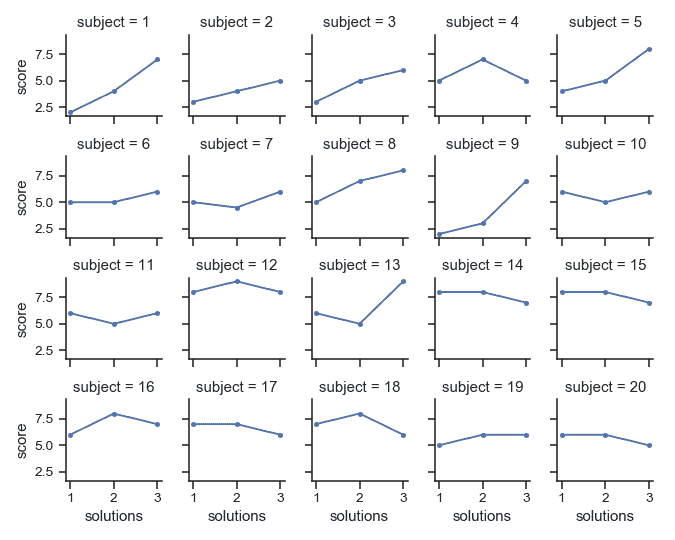 subject = 1 subject = 2 subject = 3 subject = 4 subject = 5
7.5
5.0
2.5
score
subject = 6 subject = 7 subject = 8 subject = 9 subject = 10
7.5
5.0
2.5
score
subject = 11 subject = 12 subject = 13 subject = 14 subject = 15
7.5
5.0
2.5
score
subject = 16 subject = 17 subject = 18 subject = 19 subject = 20
7.5
5.0
2.5
score
1 2 3 1 2 3 1 2 3 1 2 3 1 2 3
solutions solutions solutions solutions solutions